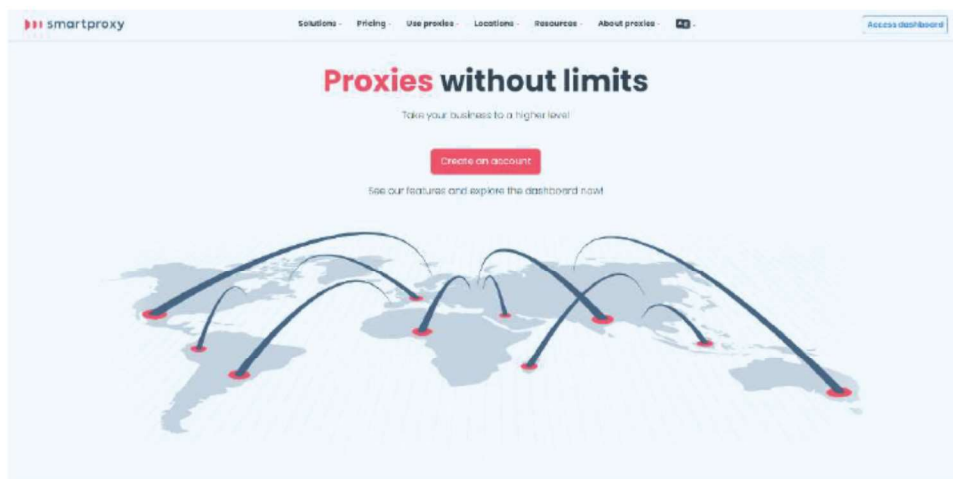 smartproxy
Solutions Pricing Use proxies Locations Resources About proxies
Access dashboard
Proxies without limits
Take your business to a higher level
Create an account
See our features and explore the dashboard now!